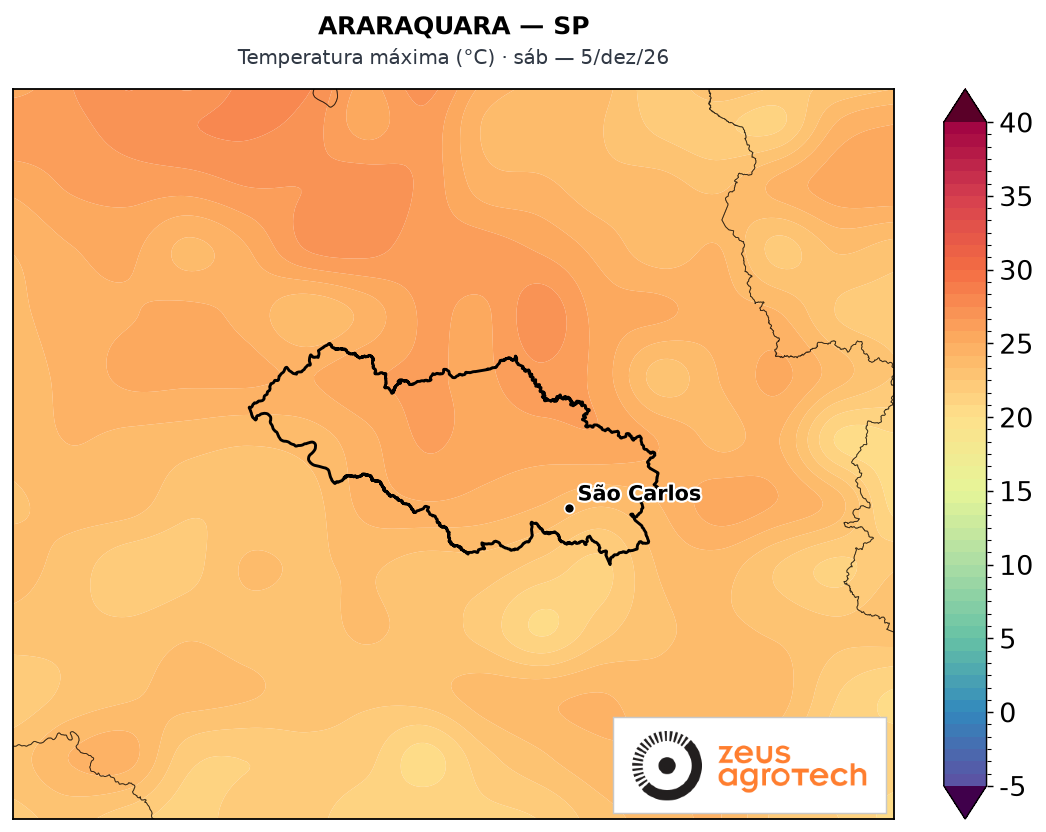 ARARAQUARA — SP
Temperatura máxima (°C) · sáb — 5/dez/26
40
35
30
25
20
15
10
5
0
-5
São Carlos
zeus
agrotech